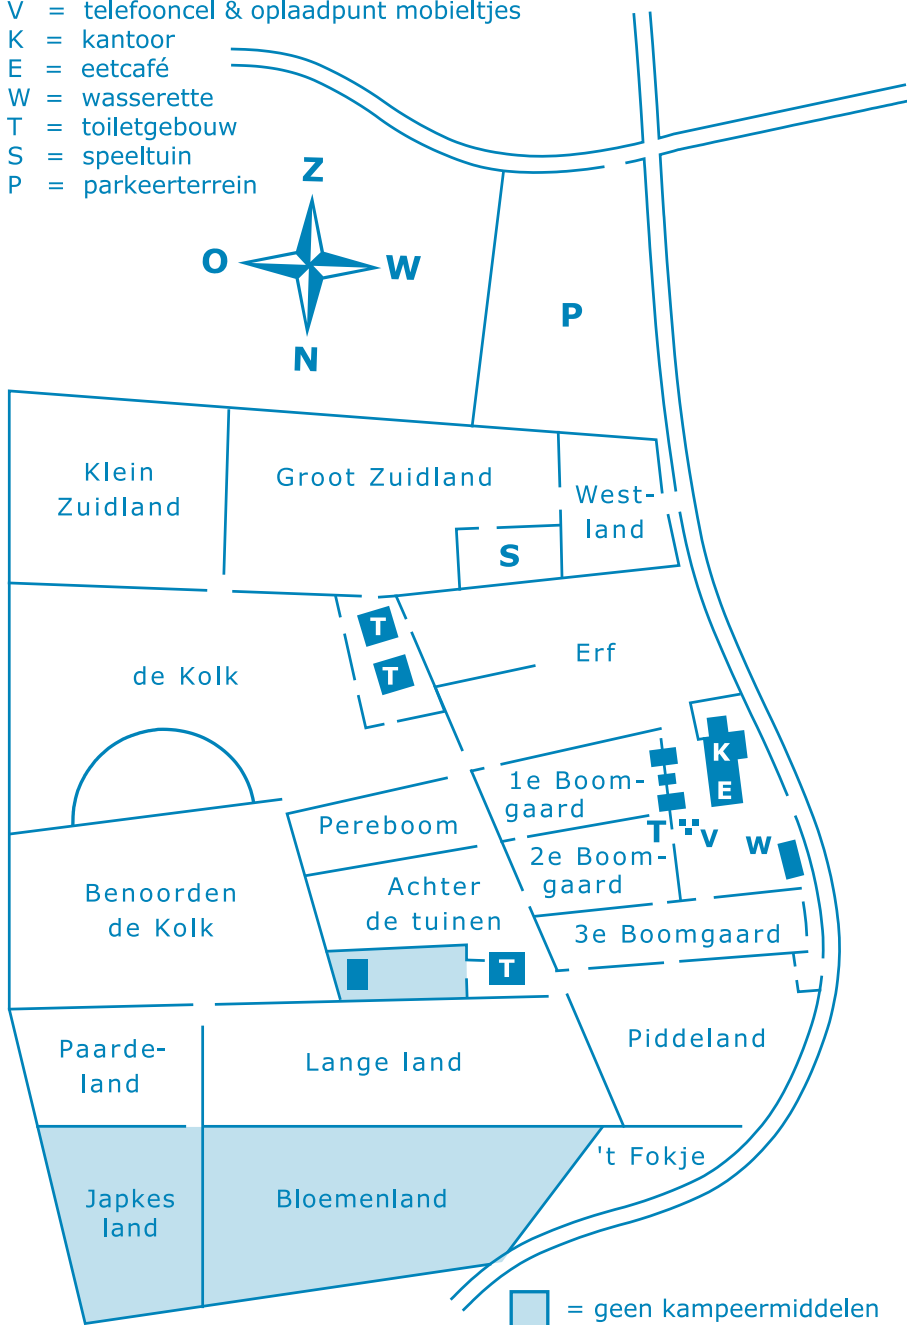 V = telefooncel & oplaadpunt mobieltjes
K = kantoor
E = eetcafé
W = wasserette
T = toiletgebouw
S = speeltuin
P = parkeerterrein
Z
O
W
N
P
Klein
Zuidland
Groot Zuidland
West-
land
S
T
T
de Kolk
Erf
K
E
1e Boom-
gaard
Pereboom
T
V
W
2e Boom-
gaard
Achter
de tuinen
Benoorden
de Kolk
3e Boomgaard
T
Paarde-
land
Lange land
Piddeland
't Fokje
Japkes
land
Bloemenland
= geen kampeermiddelen